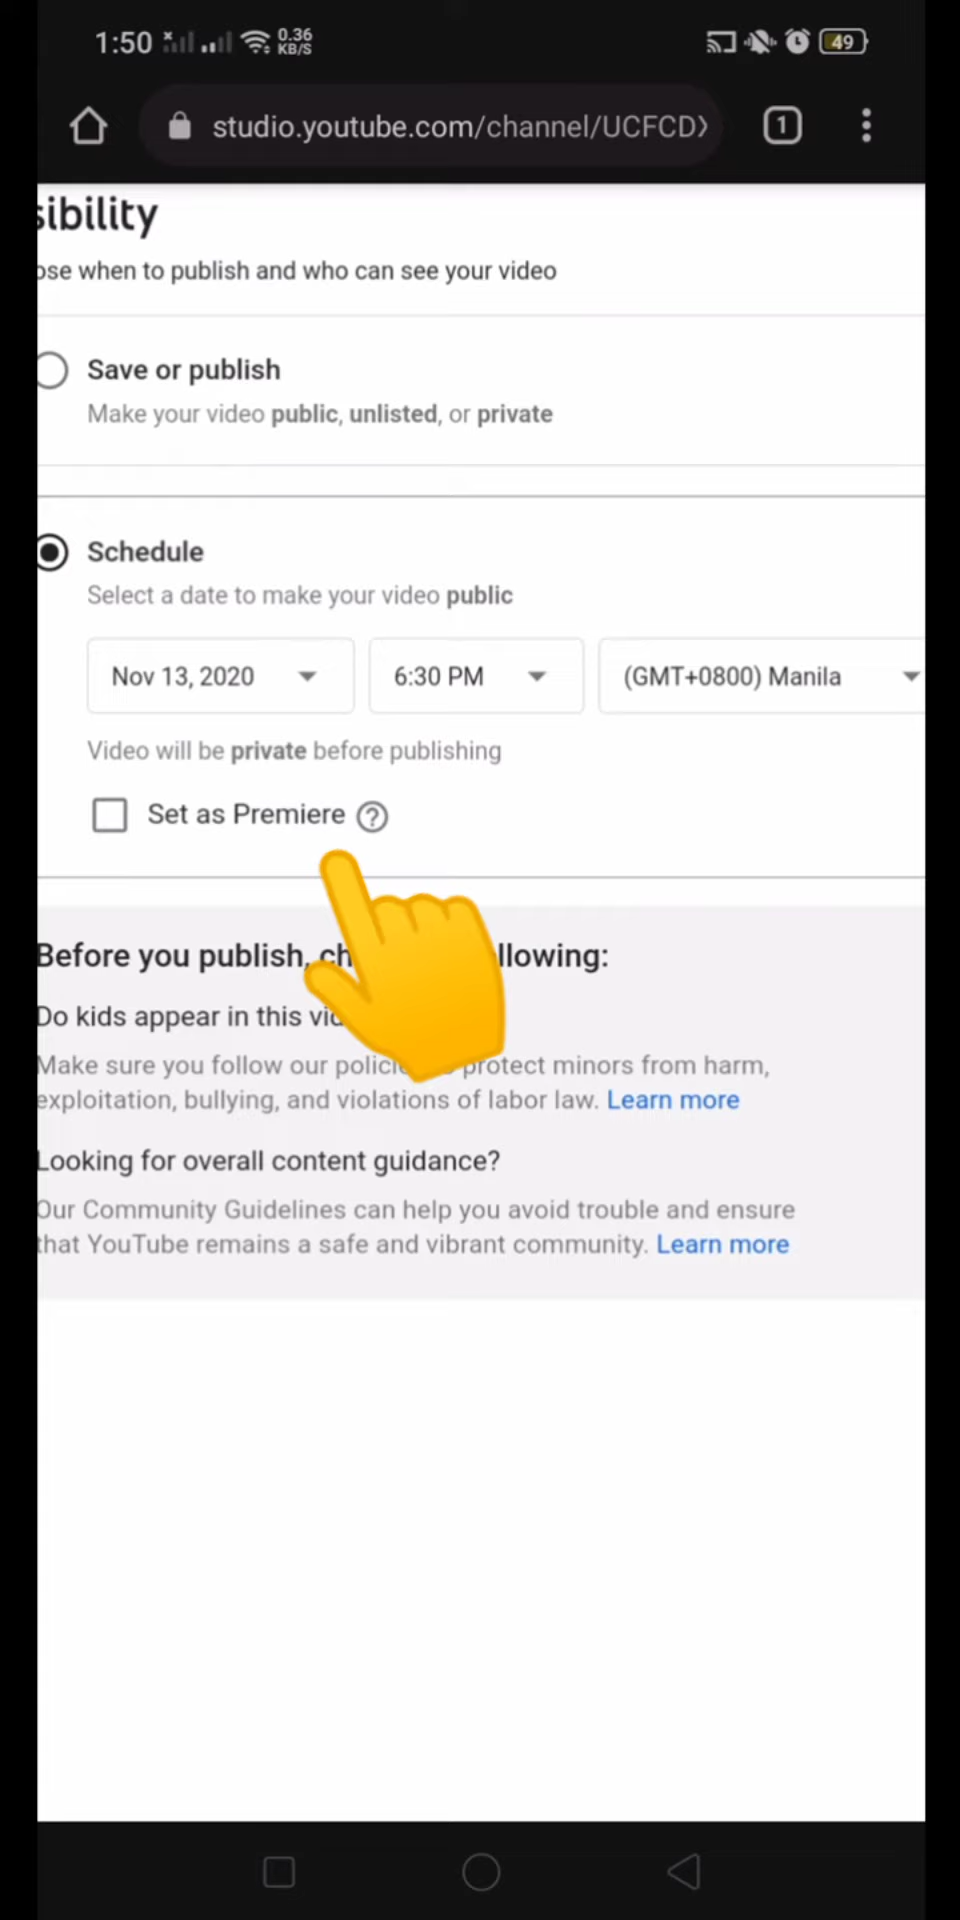 1:50 0.36 KB/S 49
studio.youtube.com/channel/UCFCD 1
sibility
ose when to publish and who can see your video
Save or publish
Make your video public, unlisted, or private
Schedule
Select a date to make your video public
Nov 13, 2020 6:30 PM (GMT+0800) Manila
Video will be private before publishing
Set as Premiere ?
Before you publish, ch llowing:
Do kids appear in this vid
Make sure you follow our policie protect minors from harm,
exploitation, bullying, and violations of labor law. Learn more
Looking for overall content guidance?
Our Community Guidelines can help you avoid trouble and ensure
that YouTube remains a safe and vibrant community. Learn more